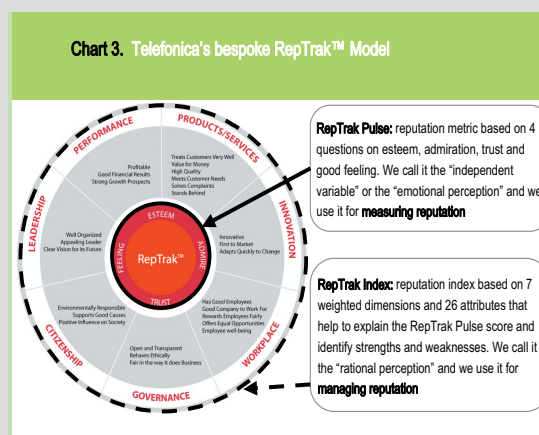 Chart 3. Telefonica's bespoke RepTrak™ Model
PERFORMANCE
PRODUCTS/SERVICES
INNOVATION
WORKPLACE
GOVERNANCE
CITIZENSHIP
LEADERSHIP
Profitable
Good Financial Results
Strong Growth Prospects
Treats Customers Very Well
Value for Money
High Quality
Meets Customer Needs
Solves Complaints
Stands Behind
Innovative
First to Market
Adapts Quickly to Change
Has Good Employees
Good Company to Work For
Rewards Employees Fairly
Offers Equal Opportunities
Employee well-being
Open and Transparent
Behaves Ethically
Fair in the way it does Business
Environmentally Responsible
Supports Good Causes
Positive Influence on Society
Well Organized
Appealing Leader
Clear Vision for its Future
ESTEEM
ADMIRE
TRUST
FEELING
RepTrak™
RepTrak Pulse: reputation metric based on 4
questions on esteem, admiration, trust and
good feeling. We call it the "independent
variable" or the "emotional perception" and we
use it for measuring reputation
RepTrak Index: reputation index based on 7
weighted dimensions and 26 attributes that
help to explain the RepTrak Pulse score and
identify strengths and weaknesses. We call it
the "rational perception" and we use it for
managing reputation